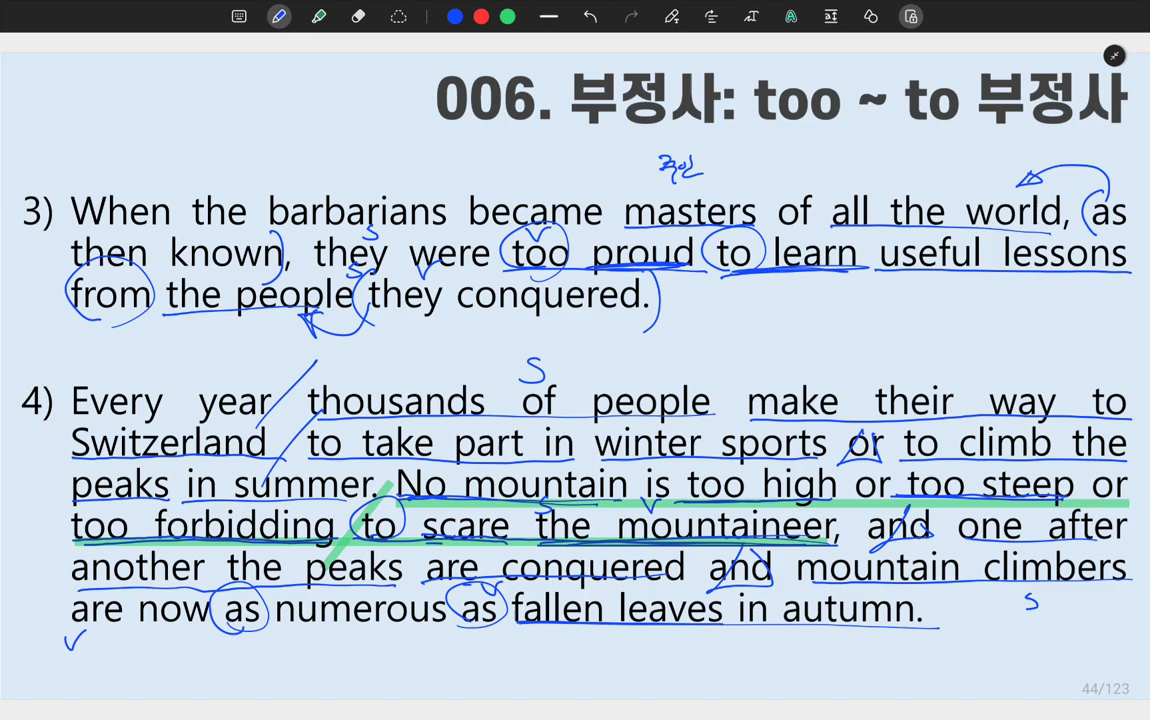 006. 부정사: too ~ to 부정사
주인
3) When the barbarians became masters of all the world, as
then known, they were too proud to learn useful lessons
from the people they conquered.
4) Every year thousands of people make their way to
Switzerland to take part in winter sports or to climb the
peaks in summer. No mountain is too high or too steep or
too forbidding to scare the mountaineer, and one after
another the peaks are conquered and mountain climbers
are now as numerous as fallen leaves in autumn.
44/123